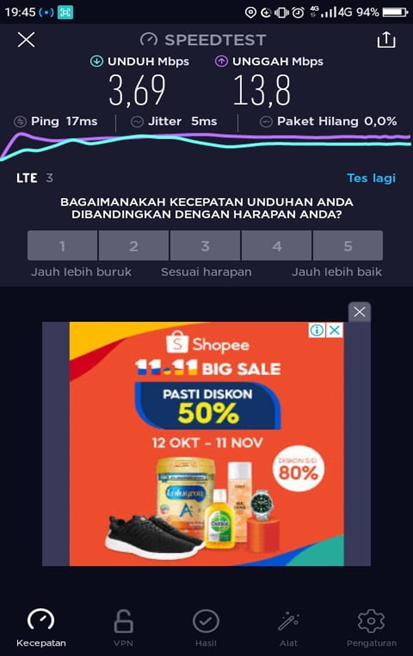 19:45 4G 4G 94%
SPEEDTEST
UNDUH Mbps UNGGAH Mbps
3,69 13,8
Ping 17ms Jitter 5ms Paket Hilang 0,0%
LTE 3 Tes lagi
BAGAIMANAKAH KECEPATAN UNDUHAN ANDA
DIBANDINGKAN DENGAN HARAPAN ANDA?
1 2 3 4 5
Jauh lebih buruk Sesuai harapan Jauh lebih baik
Shopee
11.11 BIG SALE
PASTI DISKON
50%
12 OKT – 11 NOV
DISKON S/D
80%
A+
Dettol
Kecepatan VPN Hasil Alat Pengaturan